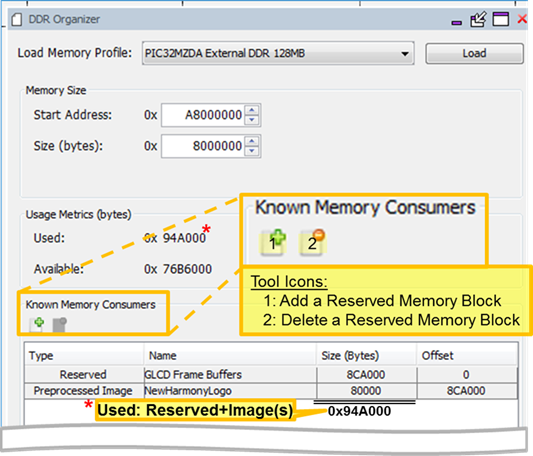 DDR Organizer
Load Memory Profile: PIC32MZDA External DDR 128MB Load
Memory Size
Start Address: 0x A8000000
Size (bytes): 0x 8000000
Usage Metrics (bytes)
Used: 0x 94A000 *
Available: 0x 76B6000
Known Memory Consumers
1 2
Tool Icons:
1: Add a Reserved Memory Block
2: Delete a Reserved Memory Block
Known Memory Consumers
Type Name Size (Bytes) Offset
Reserved GLCD Frame Buffers 8CA000 0
Preprocessed Image NewHarmonyLogo 80000 8CA000
* Used: Reserved+Image(s) 0x94A000